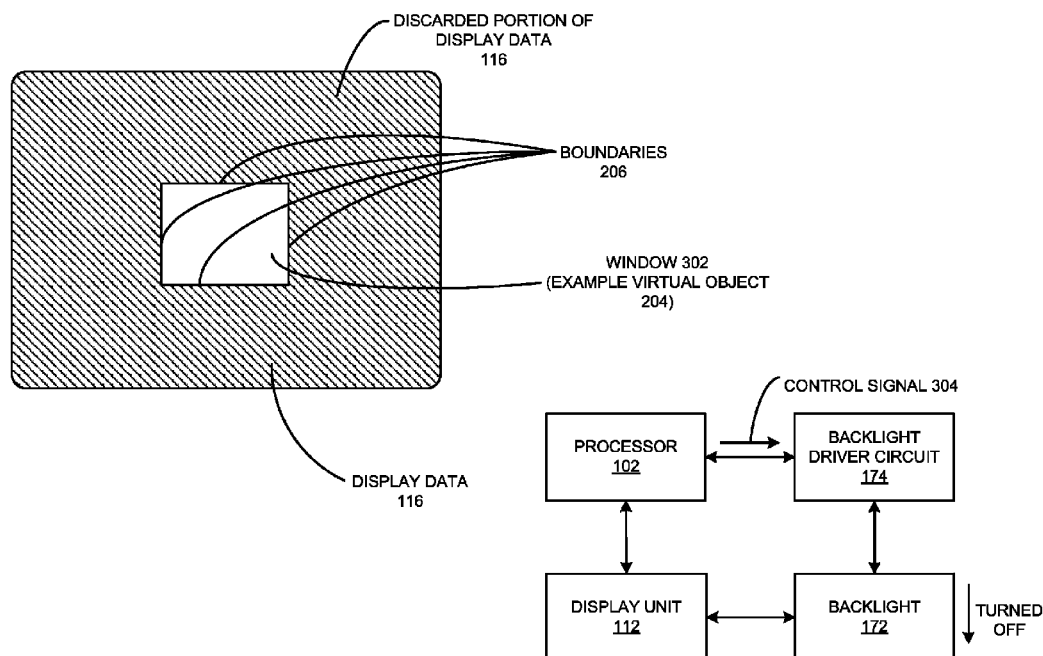 DISCARDED PORTION OF
DISPLAY DATA
116
BOUNDARIES
206
WINDOW 302
(EXAMPLE VIRTUAL OBJECT
204)
DISPLAY DATA
116
CONTROL SIGNAL 304
PROCESSOR
102
BACKLIGHT
DRIVER CIRCUIT
174
DISPLAY UNIT
112
BACKLIGHT
172
TURNED
OFF